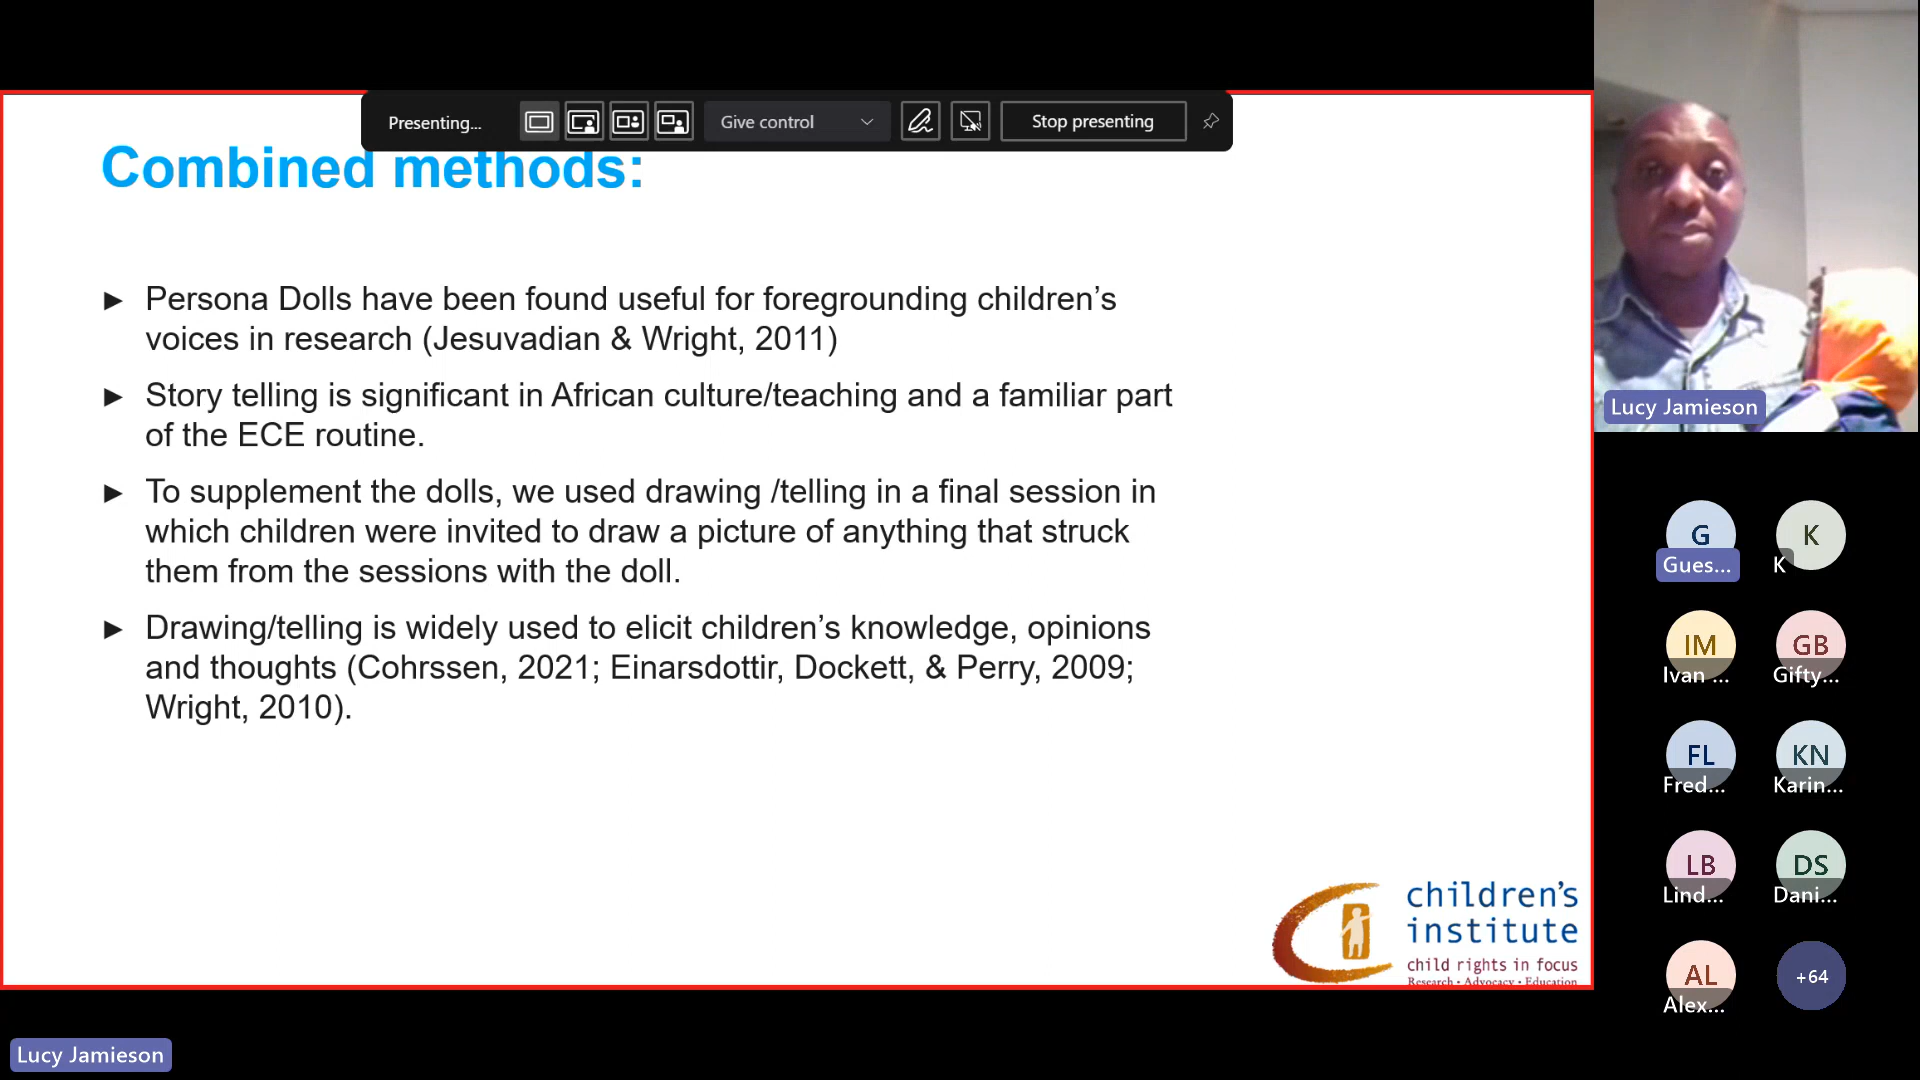 Presenting...
Give control
Stop presenting
Combined methods:
► Persona Dolls have been found useful for foregrounding children’s
voices in research (Jesuvadian & Wright, 2011)
► Story telling is significant in African culture/teaching and a familiar part
of the ECE routine.
► To supplement the dolls, we used drawing /telling in a final session in
which children were invited to draw a picture of anything that struck
them from the sessions with the doll.
► Drawing/telling is widely used to elicit children’s knowledge, opinions
and thoughts (Cohrssen, 2021; Einarsdottir, Dockett, & Perry, 2009;
Wright, 2010).
children's
institute
child rights in focus
Research • Advocacy • Education
Lucy Jamieson
Lucy Jamieson
G
Gues...
K
K
IM
Ivan ...
GB
Gifty...
FL
Fred...
KN
Karin...
LB
Lind...
DS
Dani...
AL
Alex...
+64